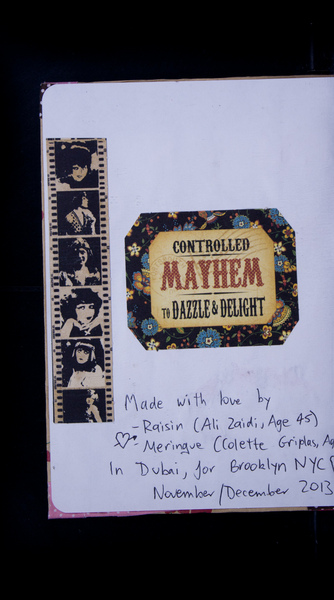 CONTROLLED
MAYHEM
TO DAZZLE & DELIGHT
Made with love by
- Raisin (Ali Zaidi, Age 45)
- Meringue (Colette Griplas, Ag
In Dubai, for Brooklyn NYC
November/December 2013